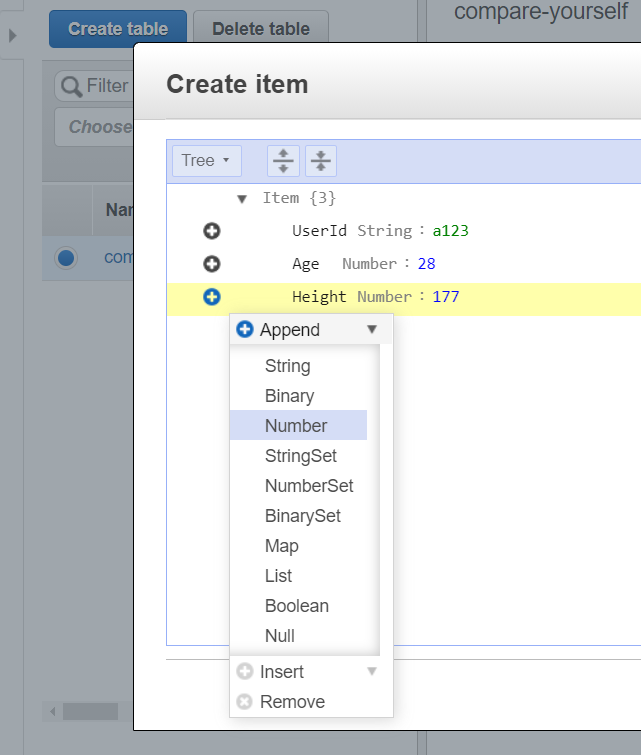 compare-yourself
Create table
Delete table
Create item
Filter
Choose
Tree
Item {3}
Nar
UserId String : a123
com
Age Number : 28
Height Number : 177
Append
String
Binary
Number
StringSet
NumberSet
BinarySet
Map
List
Boolean
Null
Insert
Remove